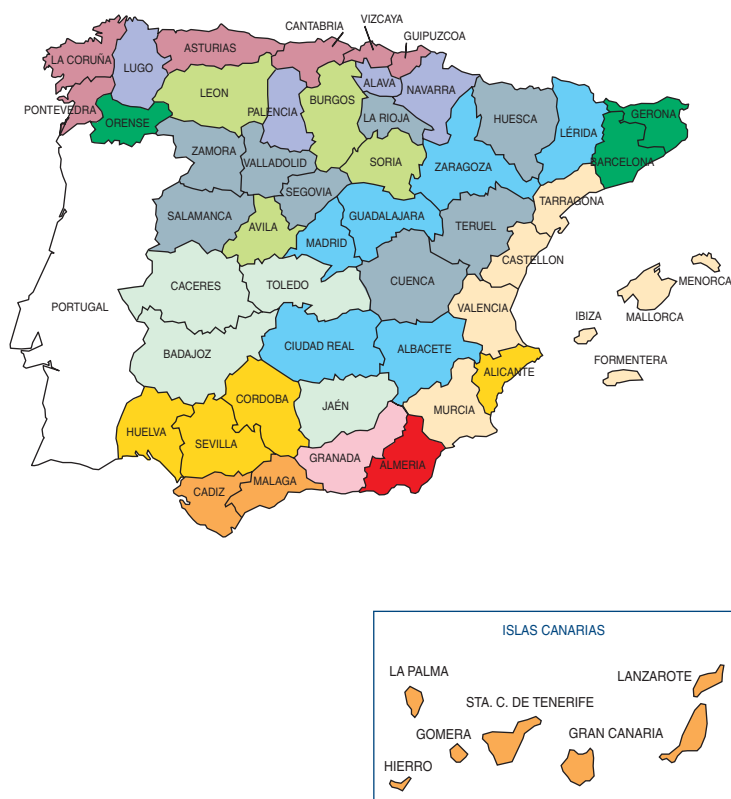 CANTABRIA
VIZCAYA
GUIPUZCOA
ASTURIAS
LA CORUÑA
LUGO
ALAVA
NAVARRA
LEON
PALENCIA
BURGOS
PONTEVEDRA
ORENSE
LA RIOJA
HUESCA
LÉRIDA
GERONA
ZAMORA
VALLADOLID
SORIA
ZARAGOZA
BARCELONA
SEGOVIA
TARRAGONA
SALAMANCA
AVILA
GUADALAJARA
TERUEL
MADRID
CASTELLON
CACERES
TOLEDO
CUENCA
MENORCA
PORTUGAL
VALENCIA
IBIZA
MALLORCA
BADAJOZ
CIUDAD REAL
ALBACETE
FORMENTERA
ALICANTE
CORDOBA
JAÉN
MURCIA
HUELVA
SEVILLA
GRANADA
ALMERIA
CADIZ
MALAGA
ISLAS CANARIAS
LA PALMA
LANZAROTE
STA. C. DE TENERIFE
GOMERA
GRAN CANARIA
HIERRO